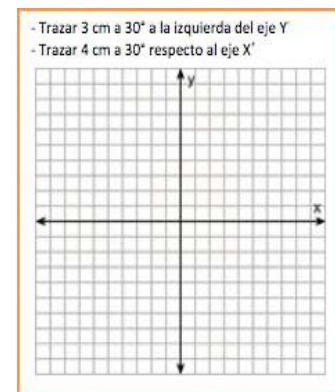 - Trazar 3 cm a 30° a la izquierda del eje Y
- Trazar 4 cm a 30° respecto al eje X'
y
x